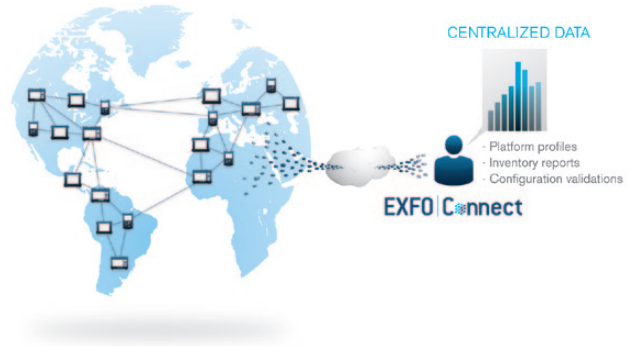 CENTRALIZED DATA
· Platform profiles
· Inventory reports
· Configuration validations
EXFO | Connect